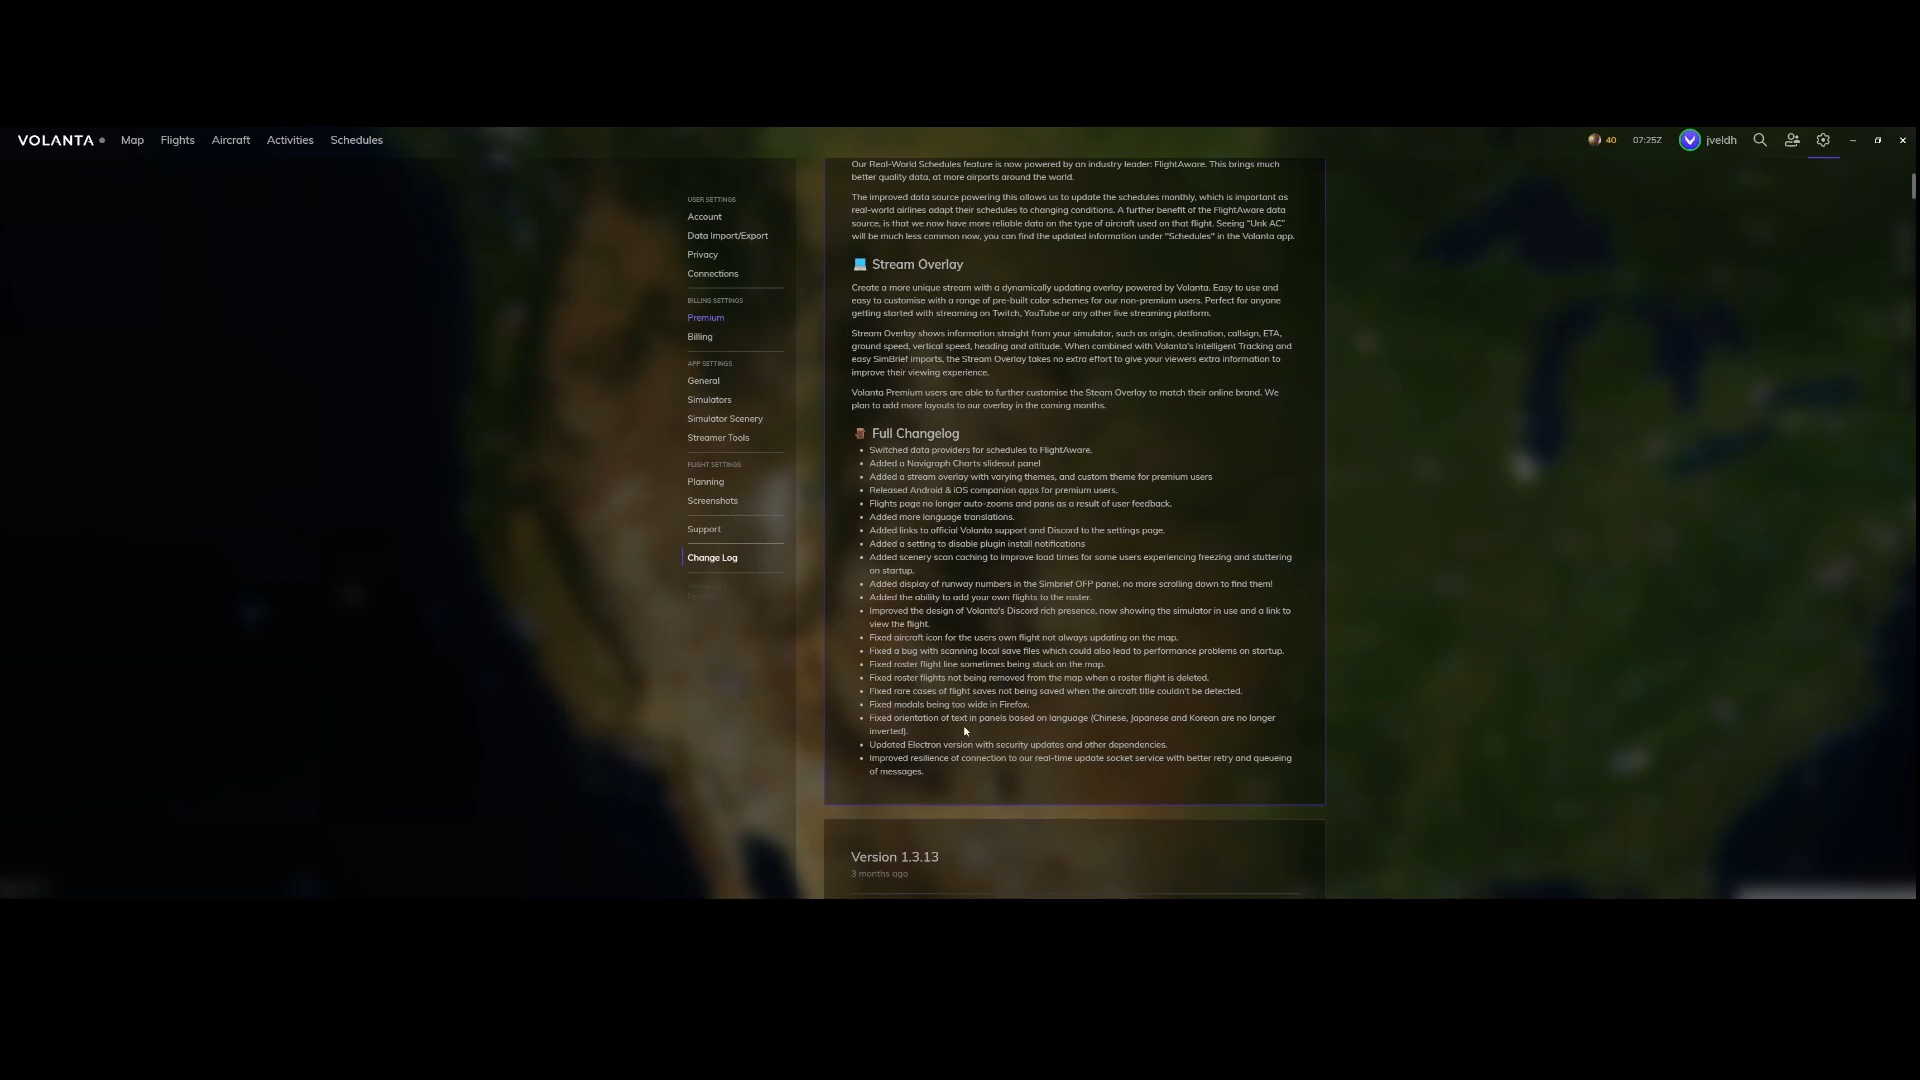 VOLANTA Map Flights Aircraft Activities Schedules 40 07:25Z jveldh
USER SETTINGS
Account
Data Import/Export
Privacy
Connections
BILLING SETTINGS
Premium
Billing
APP SETTINGS
General
Simulators
Simulator Scenery
Streamer Tools
FLIGHT SETTINGS
Planning
Screenshots
Support
Change Log
Our Real-World Schedules feature is now powered by an industry leader: FlightAware. This brings much
better quality data, at more airports around the world.
The improved data source powering this allows us to update the schedules monthly, which is important as
real-world airlines adapt their schedules to changing conditions. A further benefit of the FlightAware data
source, is that we now have more reliable data on the type of aircraft used on that flight. Seeing "Unk AC"
will be much less common now, you can find the updated information under "Schedules" in the Volanta app.
Stream Overlay
Create a more unique stream with a dynamically updating overlay powered by Volanta. Easy to use and
easy to customise with a range of pre-built color schemes for our non-premium users. Perfect for anyone
getting started with streaming on Twitch, YouTube or any other live streaming platform.
Stream Overlay shows information straight from your simulator, such as origin, destination, callsign, ETA,
ground speed, vertical speed, heading and altitude. When combined with Volanta's Intelligent Tracking and
easy SimBrief imports, the Stream Overlay takes no extra effort to give your viewers extra information to
improve their viewing experience.
Volanta Premium users are able to further customise the Steam Overlay to match their online brand. We
plan to add more layouts to our overlay in the coming months.
Full Changelog
• Switched data providers for schedules to FlightAware.
• Added a Navigraph Charts slideout panel
• Added a stream overlay with varying themes, and custom theme for premium users
• Released Android & iOS companion apps for premium users.
• Flights page no longer auto-zooms and pans as a result of user feedback.
• Added more language translations.
• Added links to official Volanta support and Discord to the settings page.
• Added a setting to disable plugin install notifications
• Added scenery scan caching to improve load times for some users experiencing freezing and stuttering
on startup.
• Added display of runway numbers in the Simbrief OFP panel, no more scrolling down to find them!
• Added the ability to add your own flights to the roster.
• Improved the design of Volanta's Discord rich presence, now showing the simulator in use and a link to
view the flight.
• Fixed aircraft icon for the users own flight not always updating on the map.
• Fixed a bug with scanning local save files which could also lead to performance problems on startup.
• Fixed roster flight line sometimes being stuck on the map.
• Fixed roster flights not being removed from the map when a roster flight is deleted.
• Fixed rare cases of flight saves not being saved when the aircraft title couldn't be detected.
• Fixed modals being too wide in Firefox.
• Fixed orientation of text in panels based on language (Chinese, Japanese and Korean are no longer
inverted).
• Updated Electron version with security updates and other dependencies.
• Improved resilience of connection to our real-time update socket service with better retry and queueing
of messages.
Version 1.3.13
3 months ago